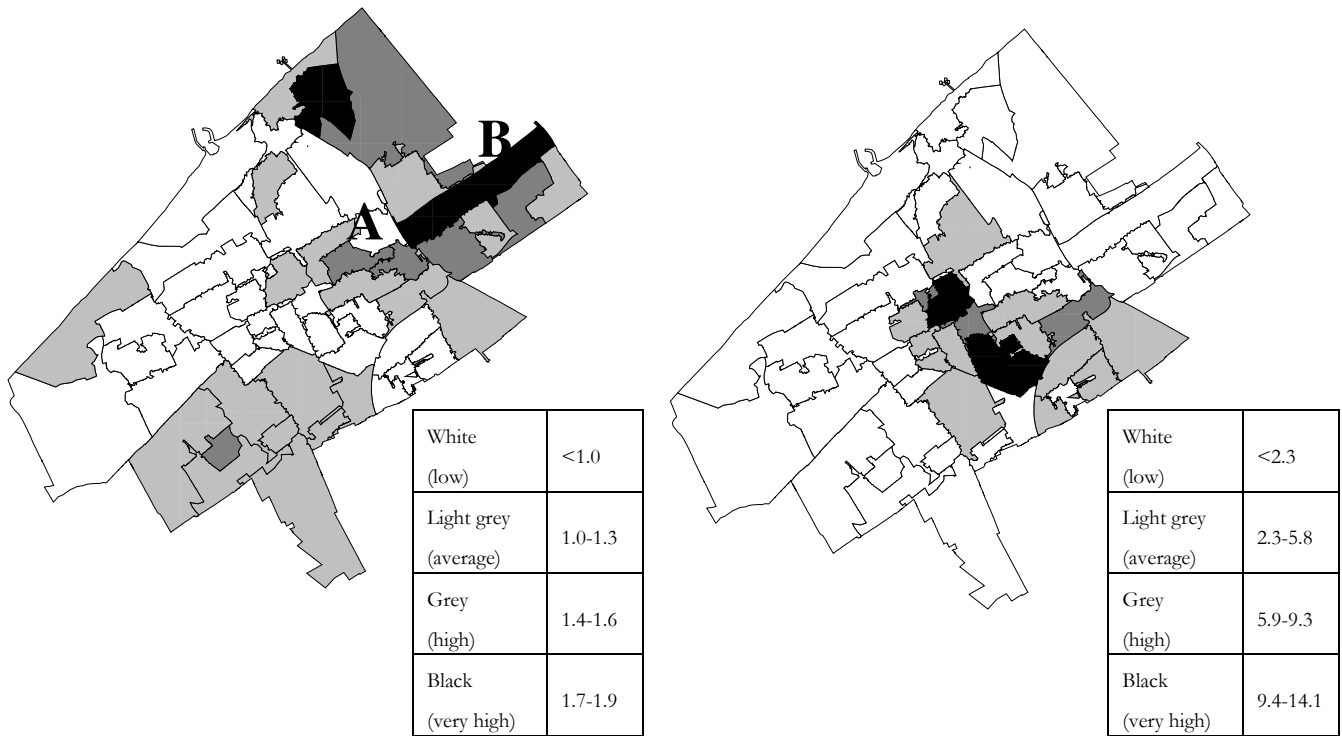 B
A
White
(low)
<1.0
Light grey
(average)
1.0-1.3
Grey
(high)
1.4-1.6
Black
(very high)
1.7-1.9
White
(low)
<2.3
Light grey
(average)
2.3-5.8
Grey
(high)
5.9-9.3
Black
(very high)
9.4-14.1